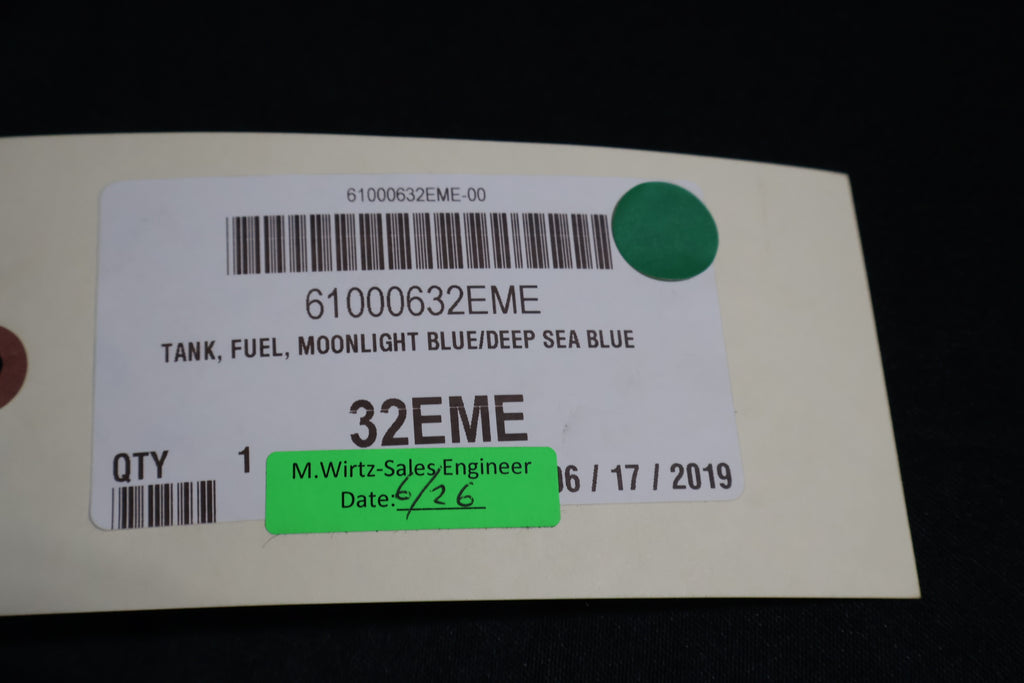 61000632EME-00
61000632EME
TANK, FUEL, MOONLIGHT BLUE/DEEP SEA BLUE
32EME
QTY 1
M.Wirtz-Sales Engineer
Date: 6/26
06 / 17 / 2019